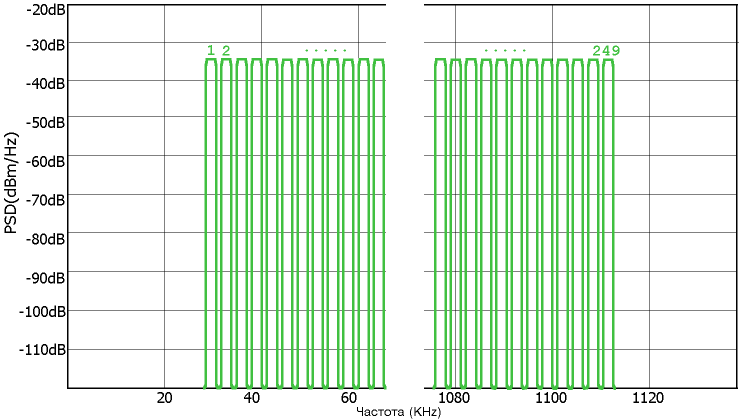 -20dB
-30dB
1 2 ..... ..... 249
-40dB
-50dB
-60dB
-70dB
-80dB
-90dB
-100dB
-110dB
PSD(dBm/Hz)
20 40 60 1080 1100 1120
Частота (KHz)